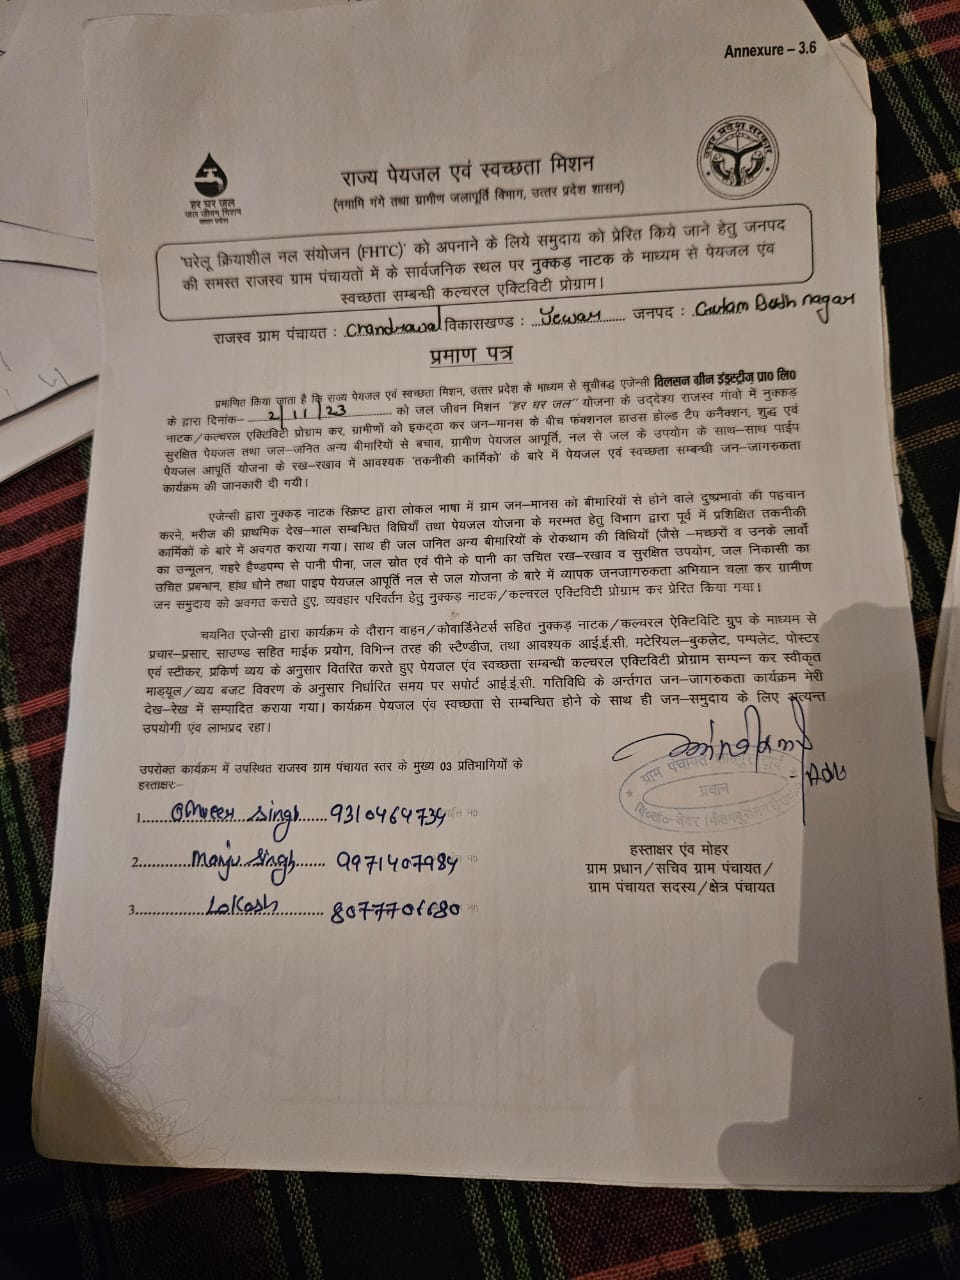 Annexure – 3.6
हर घर जल
जल जीवन मिशन
उत्तर प्रदेश सरकार
राज्य पेयजल एवं स्वच्छता मिशन
(नमामि गंगे तथा ग्रामीण जलापूर्ति विभाग, उत्तर प्रदेश शासन)
'घरेलू क्रियाशील नल संयोजन (FHTC)' को अपनाने के लिये समुदाय को प्रेरित किये जाने हेतु जनपद
की समस्त राजस्व ग्राम पंचायतों में के सार्वजनिक स्थल पर नुक्कड़ नाटक के माध्यम से पेयजल एंव
स्वच्छता सम्बन्धी कल्चरल एक्टिविटी प्रोग्राम।
राजस्व ग्राम पंचायत : Chandrawal विकासखण्ड : Jewar जनपद : Gautam Budh nagar
प्रमाण पत्र
प्रमाणित किया जाता है कि राज्य पेयजल एवं स्वच्छता मिशन, उत्तर प्रदेश के माध्यम से सूचीबद्ध एजेन्सी विलसन ग्रीन इंड्स्ट्रीज़ प्रा० लि०
के द्वारा दिनांक– 2/11/23 को जल जीवन मिशन "हर घर जल" योजना के उद्देश्य राजस्व गांवो में नुक्कड़
नाटक/कल्चरल एक्टिविटी प्रोग्राम कर, ग्रामीणों को इकट्ठा कर जन–मानस के बीच फंक्शनल हाउस होल्ड टैप कनैक्शन, शुद्ध एवं
सुरक्षित पेयजल तथा जल–जनित अन्य बीमारियों से बचाव, ग्रामीण पेयजल आपूर्ति, नल से जल के उपयोग के साथ–साथ पाईप
पेयजल आपूर्ति योजना के रख–रखाव में आवश्यक 'तकनीकी कार्मिको' के बारे में पेयजल एवं स्वच्छता सम्बन्धी जन–जागरुकता
कार्यक्रम की जानकारी दी गयी।
एजेन्सी द्वारा नुक्कड़ नाटक स्क्रिप्ट द्वारा लोकल भाषा में ग्राम जन–मानस को बीमारियों से होने वाले दुष्प्रभावो की पहचान
करने, मरीज की प्राथमिक देख–भाल सम्बन्धित विधियाँ तथा पेयजल योजना के मरम्मत हेतु विभाग द्वारा पूर्व में प्रशिक्षित तकनीकी
कार्मिकों के बारे में अवगत कराया गया। साथ ही जल जनित अन्य बीमारियों के रोकथाम की विधियों (जैसे –मच्छरों व उनके लार्वो
का उन्मूलन, गहरे हैण्डपम्प से पानी पीना, जल स्रोत एवं पीने के पानी का उचित रख–रखाव व सुरक्षित उपयोग, जल निकासी का
उचित प्रबन्धन, हांथ धोने तथा पाइप पेयजल आपूर्ति नल से जल योजना के बारे में व्यापक जनजागरुकता अभियान चला कर ग्रामीण
जन समुदाय को अवगत कराते हुए, व्यवहार परिवर्तन हेतु नुक्कड़ नाटक/कल्चरल एक्टिविटी प्रोग्राम कर प्रेरित किया गया।
चयनित एजेन्सी द्वारा कार्यक्रम के दौरान वाहन/कोवार्डिनेटर्स सहित नुक्कड़ नाटक/कल्चरल ऐक्टिविटि ग्रुप के माध्यम से
प्रचार–प्रसार, साउण्ड सहित माईक प्रयोग, विभिन्न तरह की स्टैण्डीज, तथा आवश्यक आई.ई.सी. मटेरियल–बुकलेट, पम्पलेट, पोस्टर
एवं स्टीकर, प्रकिर्ण व्यय के अनुसार वितरित करते हुए पेयजल एंव स्वच्छता सम्बन्धी कल्चरल एक्टिविटी प्रोग्राम सम्पन्न कर स्वीकृत
माड्यूल/व्यय बजट विवरण के अनुसार निर्धारित समय पर सपोर्ट आई.ई.सी. गतिविधि के अर्न्तगत जन–जागरुकता कार्यक्रम मेरी
देख–रेख में सम्पादित कराया गया। कार्यक्रम पेयजल एंव स्वच्छता से सम्बन्धित होने के साथ ही जन–समुदाय के लिए अत्यन्त
उपयोगी एंव लाभप्रद रहा।
उपरोक्त कार्यक्रम में उपस्थित राजस्व ग्राम पंचायत स्तर के मुख्य 03 प्रतिभागियों के
हस्ताक्षरः–
1. Singh 9310464734
2. Manju Singh 9971407984
3. Lokesh
ग्राम पंचायत
प्रधान
हस्ताक्षर एंव मोहर
ग्राम प्रधान/सचिव ग्राम पंचायत/
ग्राम पंचायत सदस्य/क्षेत्र पंचायत